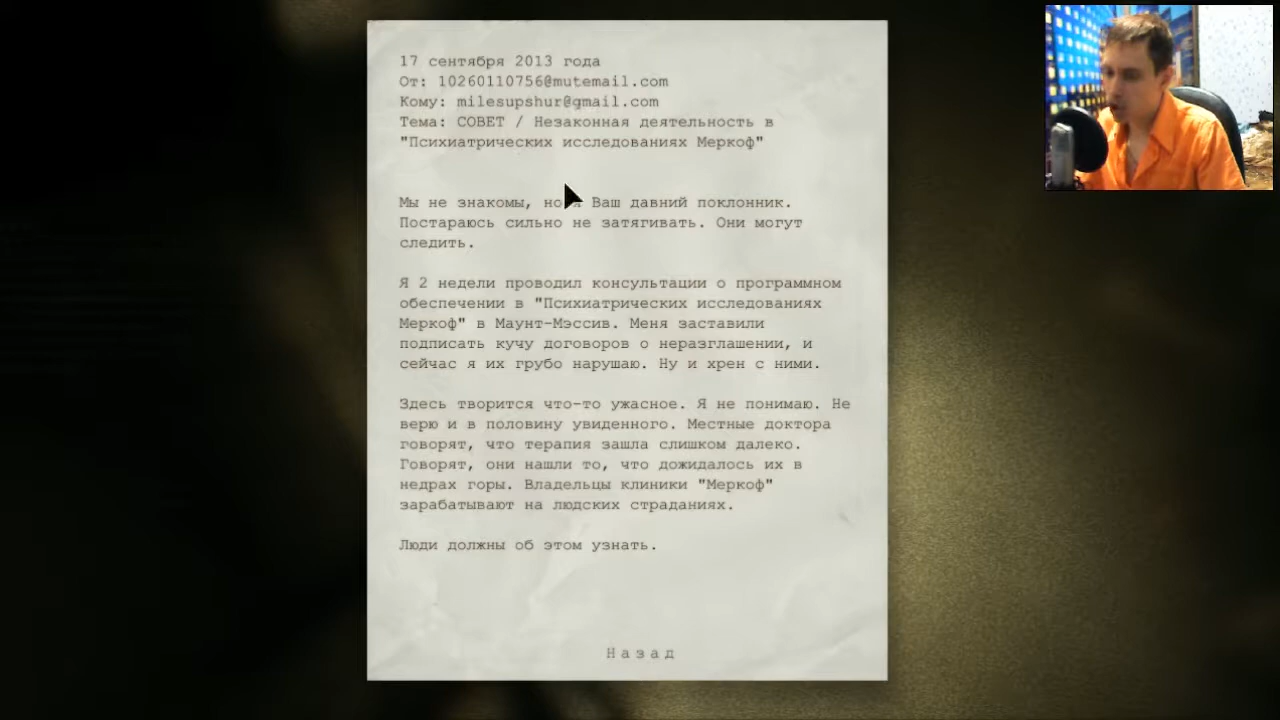 17 сентября 2013 года
От: 10260110756@mutemail.com
Кому: milesupshur@gmail.com
Тема: СОВЕТ / Незаконная деятельность в
"Психиатрических исследованиях Меркоф"
Мы не знакомы, но я Ваш давний поклонник.
Постараюсь сильно не затягивать. Они могут
следить.
Я 2 недели проводил консультации о программном
обеспечении в "Психиатрических исследованиях
Меркоф" в Маунт-Мэссив. Меня заставили
подписать кучу договоров о неразглашении, и
сейчас я их грубо нарушаю. Ну и хрен с ними.
Здесь творится что-то ужасное. Я не понимаю. Не
верю и в половину увиденного. Местные доктора
говорят, что терапия зашла слишком далеко.
Говорят, они нашли то, что дожидалось их в
недрах горы. Владельцы клиники "Меркоф"
зарабатывают на людских страданиях.
Люди должны об этом узнать.
Назад